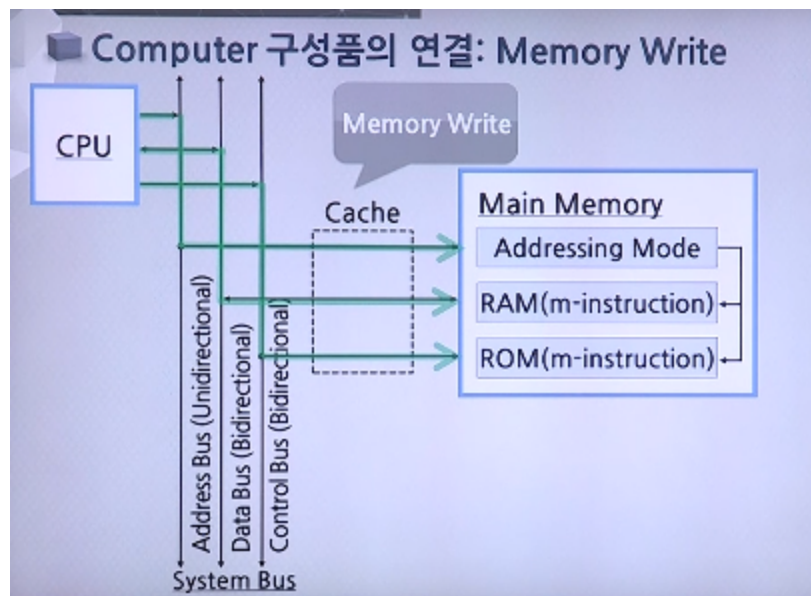 Computer 구성품의 연결: Memory Write
CPU
Memory Write
Cache
Main Memory
Addressing Mode
RAM(m-instruction)
ROM(m-instruction)
Address Bus (Unidirectional)
Data Bus (Bidirectional)
Control Bus (Bidirectional)
System Bus